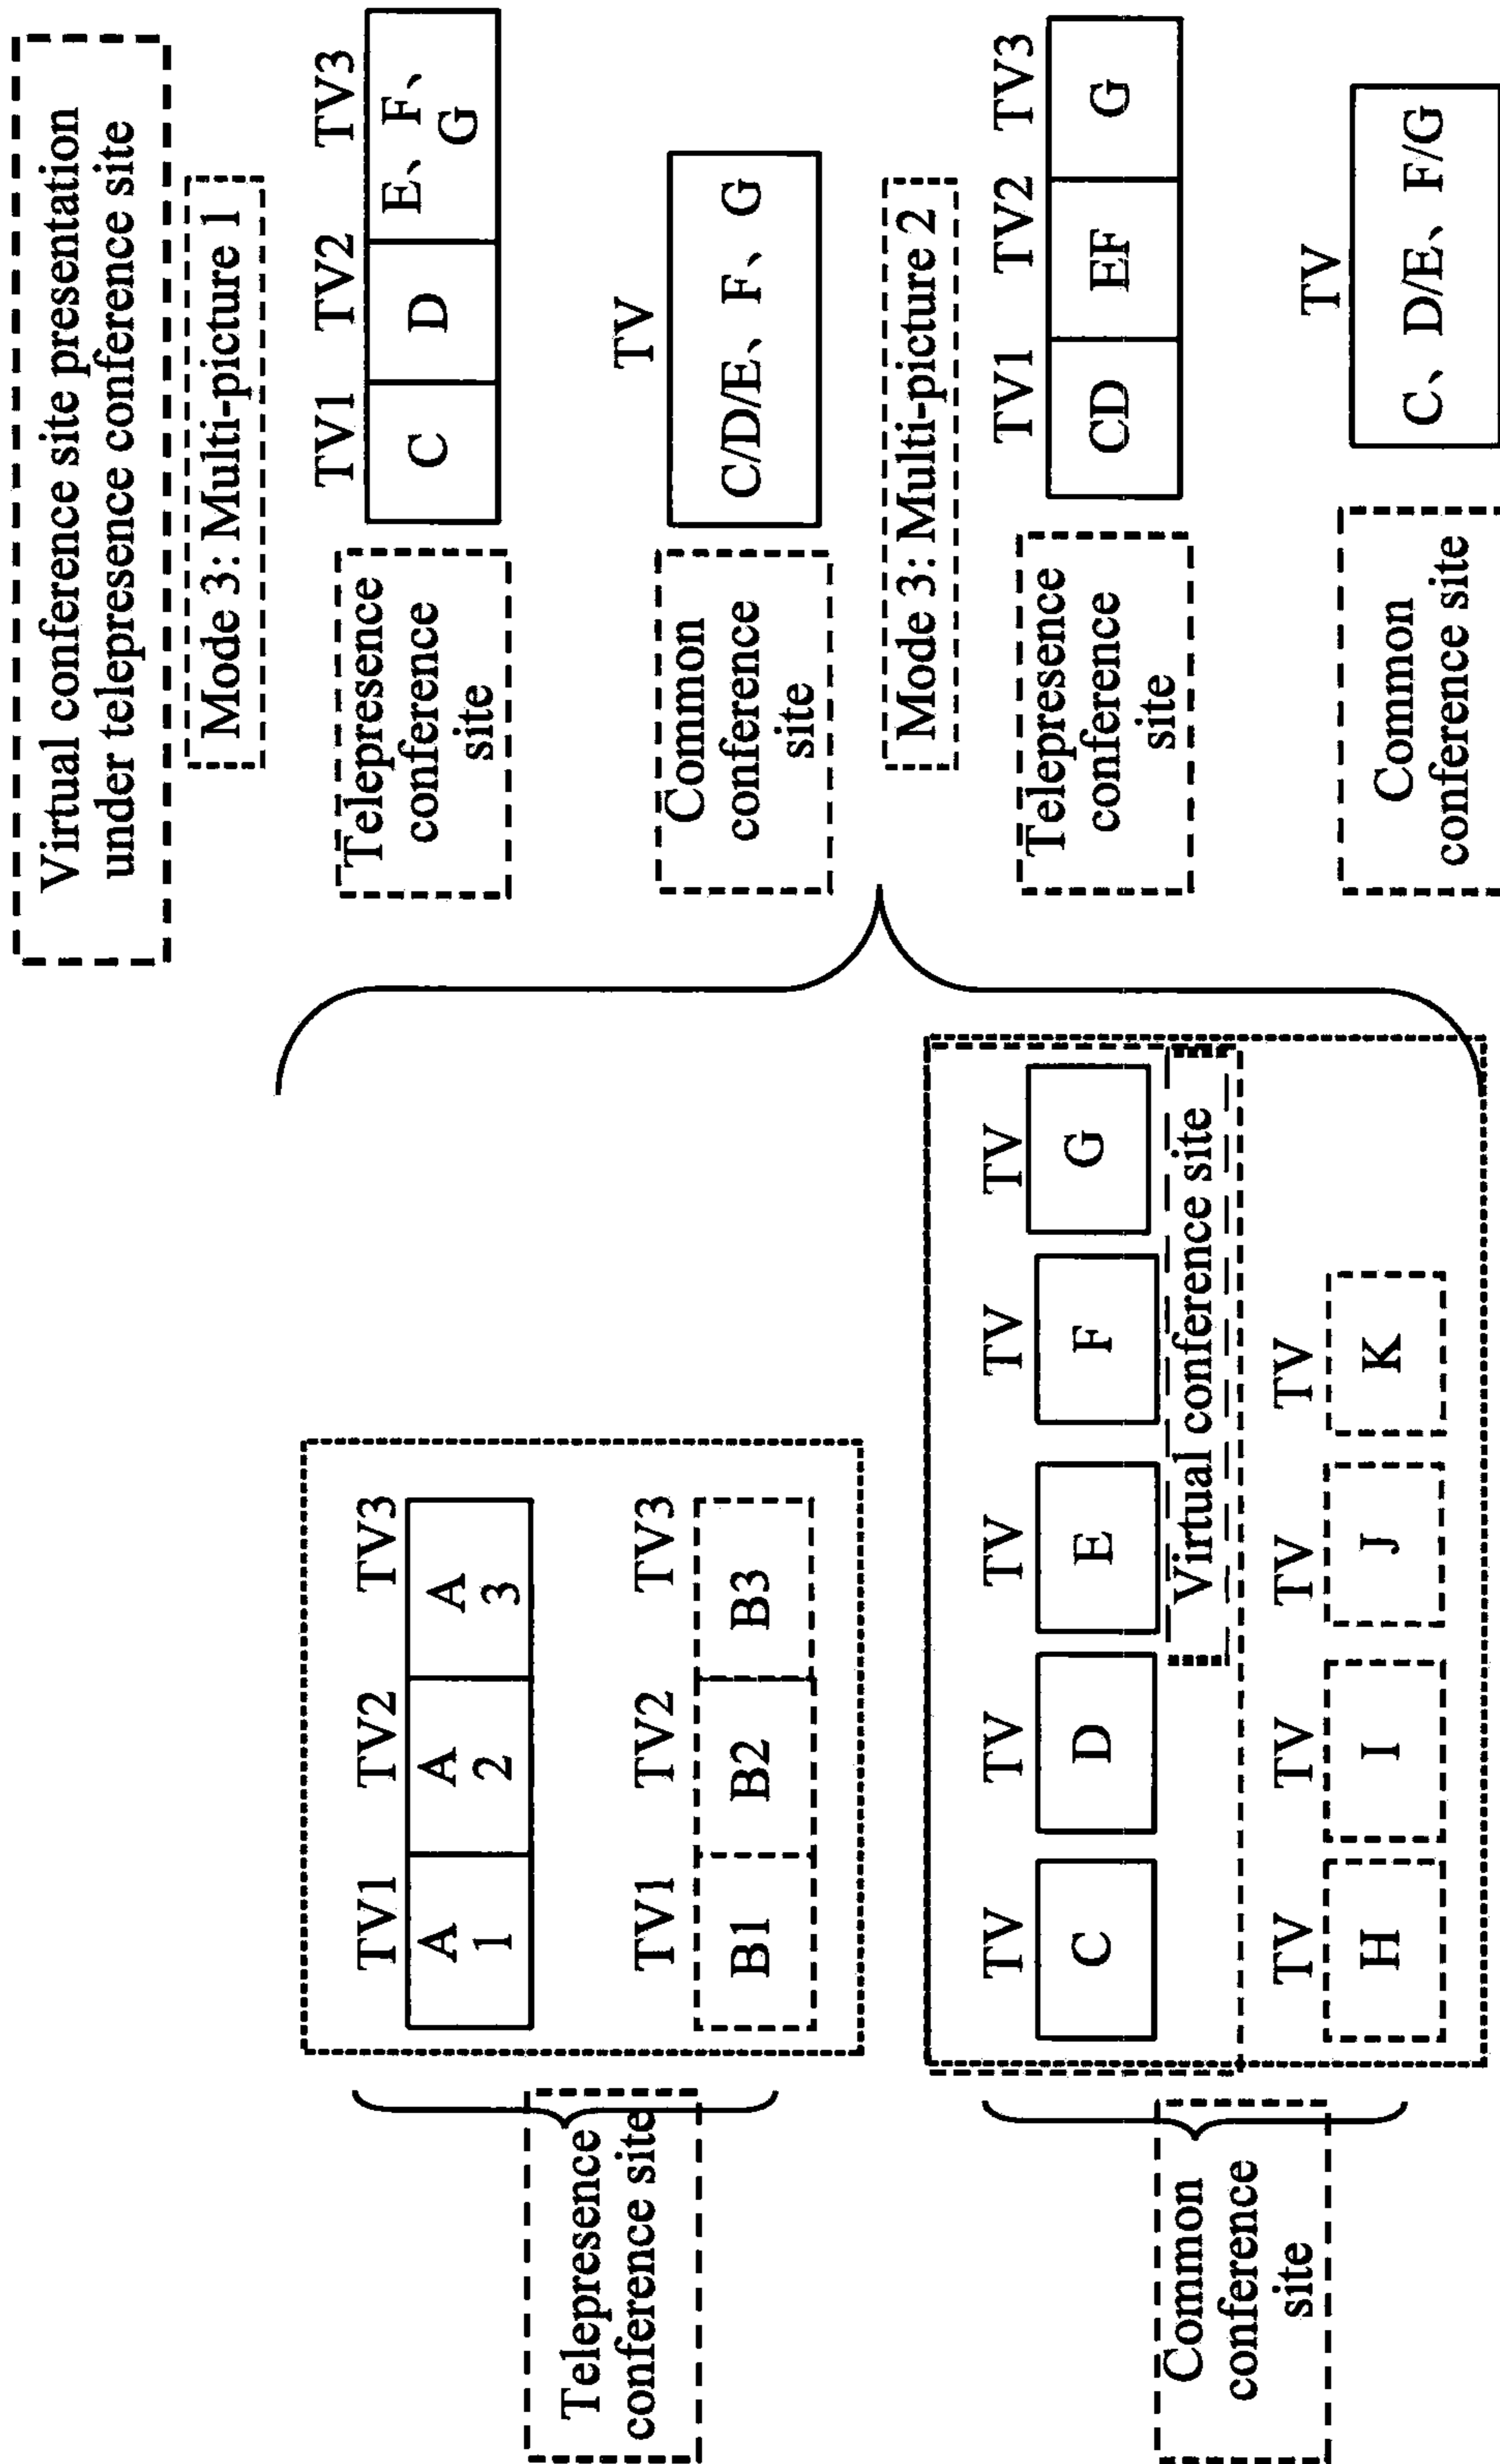 Virtual conference site presentation
under telepresence conference site
Mode 3: Multi-picture 1
TV1 TV2 TV3
C D E、F、
G
Telepresence
conference
site
TV
C/D/E、F、G
Common
conference
site
Mode 3: Multi-picture 2
TV1 TV2 TV3
CD EF G
Telepresence
conference
site
TV
C、D/E、F/G
Common
conference site
TV1 TV2 TV3
A A A
1 2 3
TV1 TV2 TV3
B1 B2 B3
Telepresence
conference site
TV TV TV TV TV
C D E F G
Virtual conference site
TV TV TV TV
H I J K
Common
conference
site